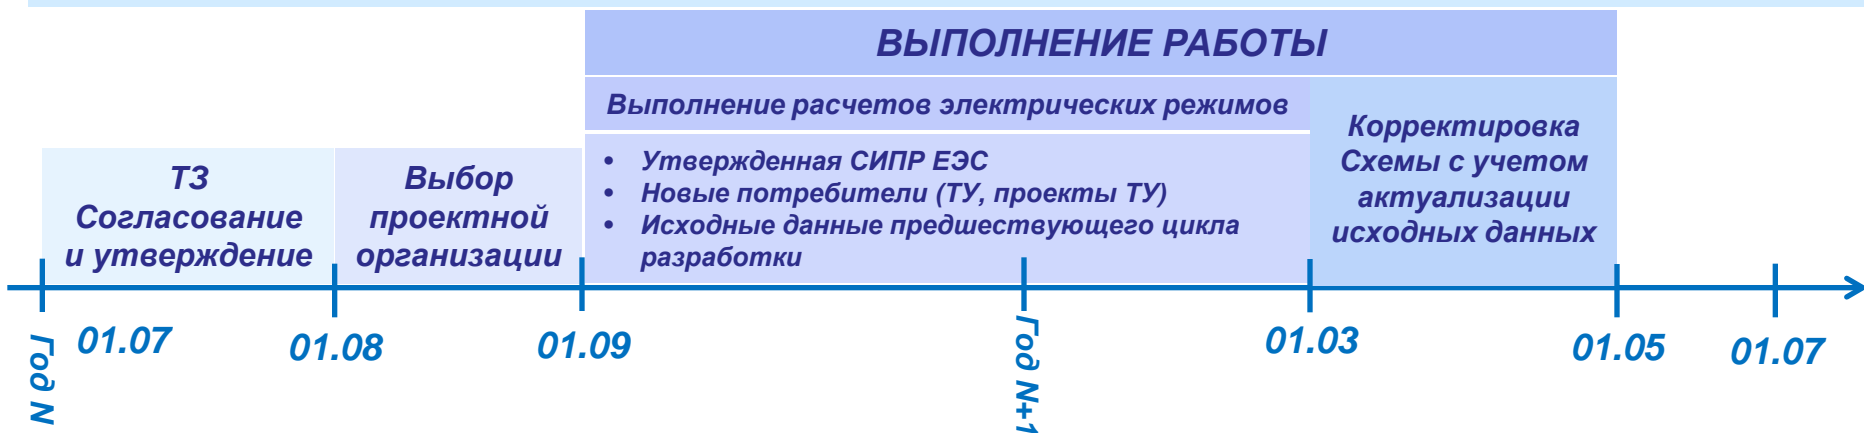 ВЫПОЛНЕНИЕ РАБОТЫ
Выполнение расчетов электрических режимов
Корректировка
Схемы с учетом
актуализации
исходных данных
ТЗ
Согласование
и утверждение
Выбор
проектной
организации
• Утвержденная СИПР ЕЭС
• Новые потребители (ТУ, проекты ТУ)
• Исходные данные предшествующего цикла
разработки
Год N
01.07
01.08
01.09
Год N+1
01.03
01.05
01.07